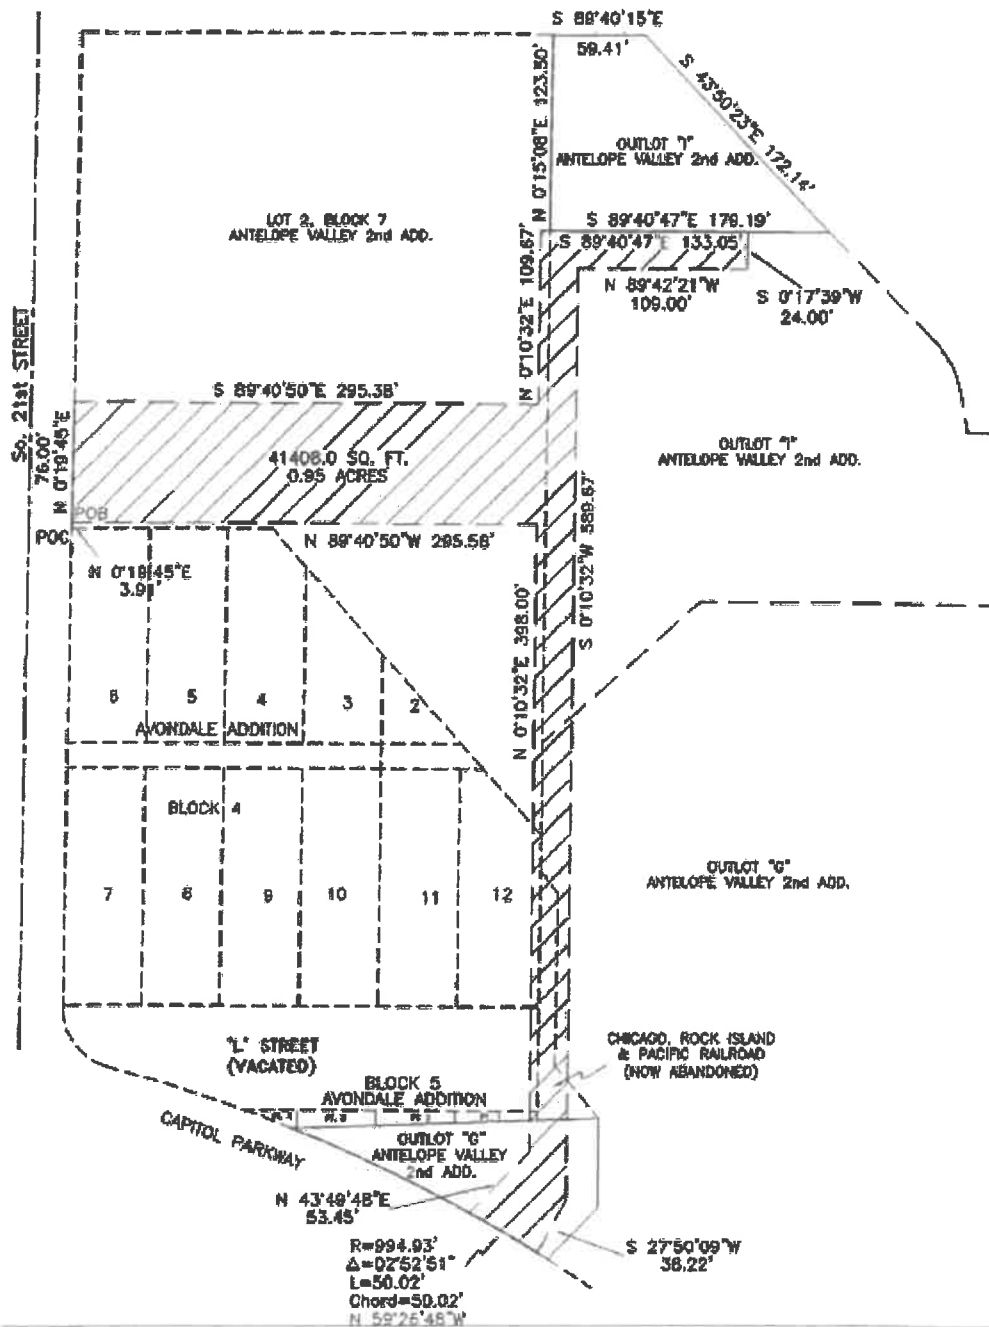 S 89°40'15"E
59.41'
S 43°50'23"E 172.14'
N 0°15'08"E 123.50'
OUTLOT "I"
ANTELOPE VALLEY 2nd ADD.
LOT 2, BLOCK 7
ANTELOPE VALLEY 2nd ADD.
S 89°40'47"E 179.19'
S 89°40'47"E 133.05'
N 89°42'21"W
109.00'
S 0°17'39"W
24.00'
N 0°10'32"E 109.67'
So. 21st STREET
S 89°40'50"E 295.38'
76.00'
N 0°19'45"E
41408.0 SQ. FT.
0.95 ACRES
OUTLOT "I"
ANTELOPE VALLEY 2nd ADD.
POB
POC
N 89°40'50"W 295.58'
S 0°10'32"W 589.67'
N 0°19'45"E
3.91'
N 0°10'32"E 398.00'
6
5
4
3
2
AVONDALE ADDITION
BLOCK 4
7
8
9
10
11
12
OUTLOT "G"
ANTELOPE VALLEY 2nd ADD.
"L" STREET
(VACATED)
CHICAGO, ROCK ISLAND
& PACIFIC RAILROAD
(NOW ABANDONED)
BLOCK 5
AVONDALE ADDITION
CAPITOL PARKWAY
OUTLOT "G"
ANTELOPE VALLEY
2nd ADD.
N 43°49'48"E
53.45'
S 27°50'09"W
36.22'
R=994.93'
Δ=02°52'51"
L=50.02'
Chord=50.02'
N 59°26'48"W